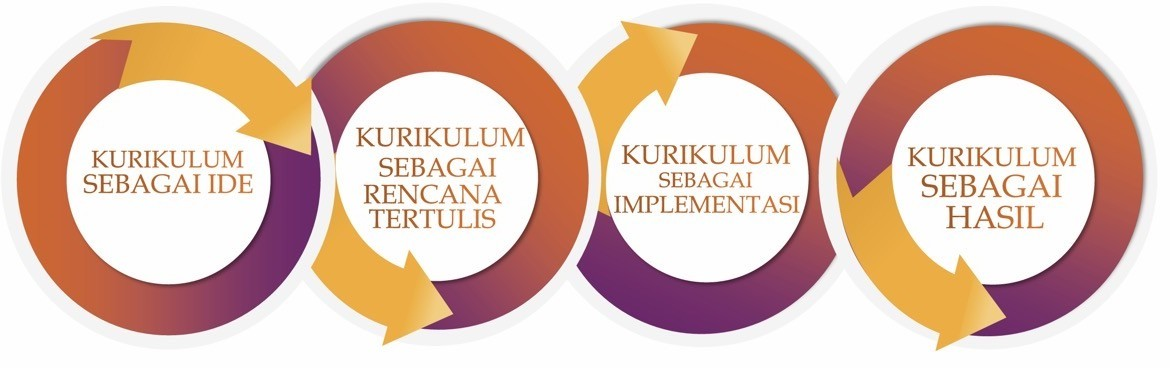 KURIKULUM
SEBAGAI IDE
KURIKULUM
SEBAGAI
RENCANA
TERTULIS
KURIKULUM
SEBAGAI
IMPLEMENTASI
KURIKULUM
SEBAGAI
HASIL